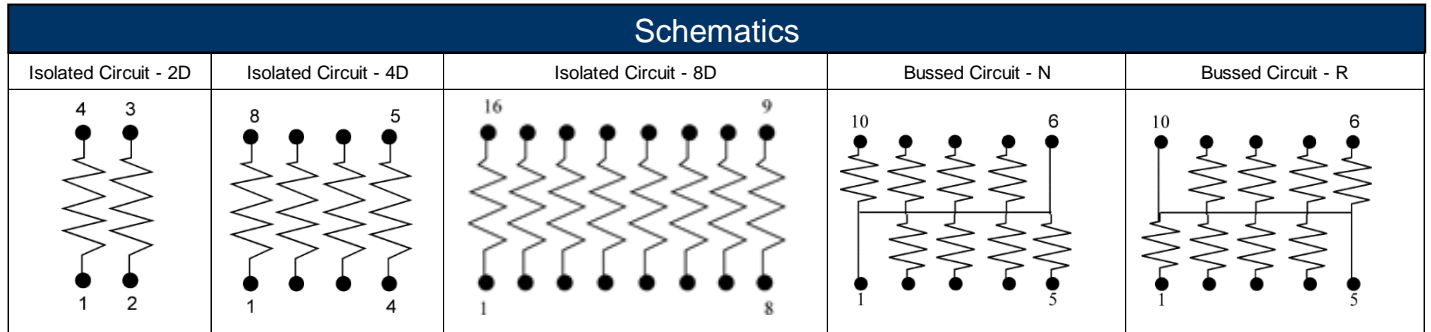 Schematics
Isolated Circuit - 2D
Isolated Circuit - 4D
Isolated Circuit - 8D
Bussed Circuit - N
Bussed Circuit - R
4 3
1 2
8 5
1 4
16 9
1 8
10 6
1 5
10 6
1 5